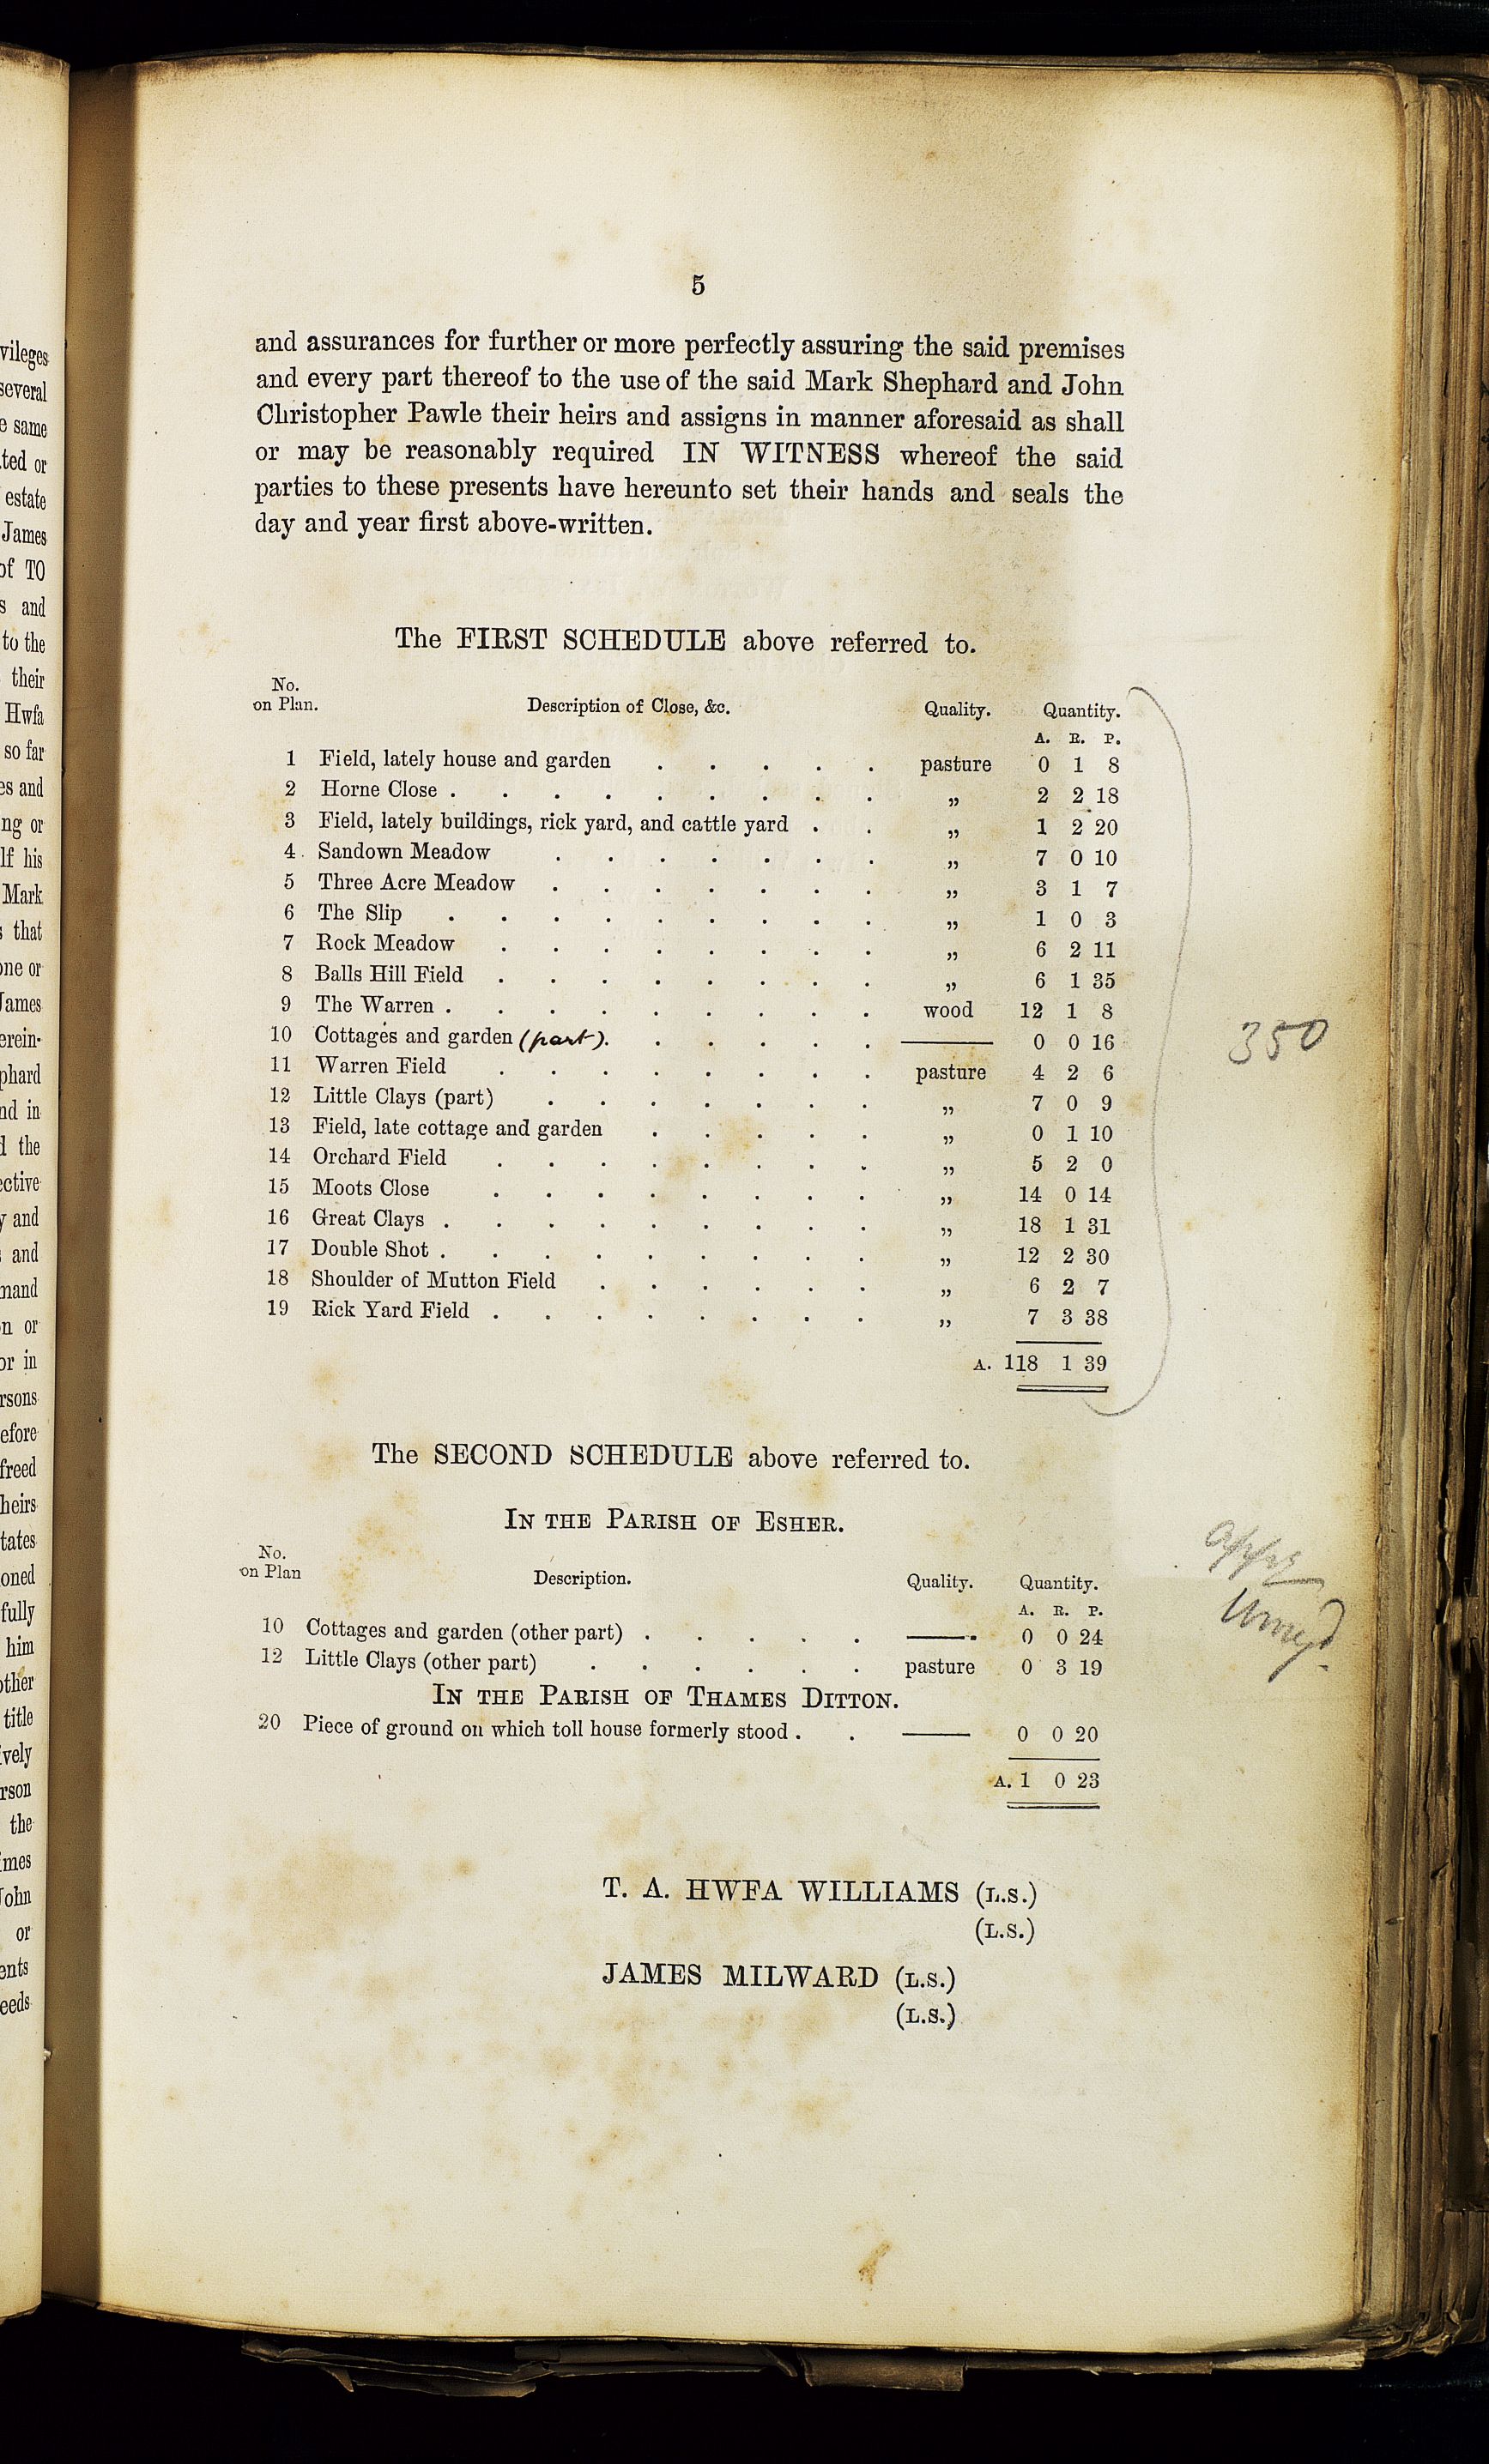 5
and assurances for further or more perfectly assuring the said premises
and every part thereof to the use of the said Mark Shephard and John
Christopher Pawle their heirs and assigns in manner aforesaid as shall
or may be reasonably required IN WITNESS whereof the said
parties to these presents have hereunto set their hands and seals the
day and year first above-written.
The FIRST SCHEDULE above referred to.
No.
on Plan. Description of Close, &c. Quality. Quantity.
A. R. P.
1 Field, lately house and garden . . . . . pasture 0 1 8
2 Horne Close . . . . . . . . . „ 2 2 18
3 Field, lately buildings, rick yard, and cattle yard . . „ 1 2 20
4 Sandown Meadow . . . . . . . „ 7 0 10
5 Three Acre Meadow . . . . . . . „ 3 1 7
6 The Slip . . . . . . . . . „ 1 0 3
7 Rock Meadow . . . . . . . . „ 6 2 11
8 Balls Hill Field . . . . . . . . „ 6 1 35
9 The Warren . . . . . . . . . wood 12 1 8
10 Cottages and garden (part). . . . . . —— 0 0 16
11 Warren Field . . . . . . . . pasture 4 2 6
12 Little Clays (part) . . . . . . . „ 7 0 9
13 Field, late cottage and garden . . . . . „ 0 1 10
14 Orchard Field . . . . . . . . „ 5 2 0
15 Moots Close . . . . . . . . „ 14 0 14
16 Great Clays . . . . . . . . . „ 18 1 31
17 Double Shot . . . . . . . . . „ 12 2 30
18 Shoulder of Mutton Field . . . . . . „ 6 2 7
19 Rick Yard Field . . . . . . . . „ 7 3 38
A. 118 1 39
350
The SECOND SCHEDULE above referred to.
IN THE PARISH OF ESHER.
No.
on Plan Description. Quality. Quantity.
A. R. P.
10 Cottages and garden (other part) . . . . . —— 0 0 24
12 Little Clays (other part) . . . . . . pasture 0 3 19
IN THE PARISH OF THAMES DITTON.
20 Piece of ground on which toll house formerly stood . . —— 0 0 20
A. 1 0 23
T. A. HWFA WILLIAMS (L.S.)
(L.S.)
JAMES MILWARD (L.S.)
(L.S.)